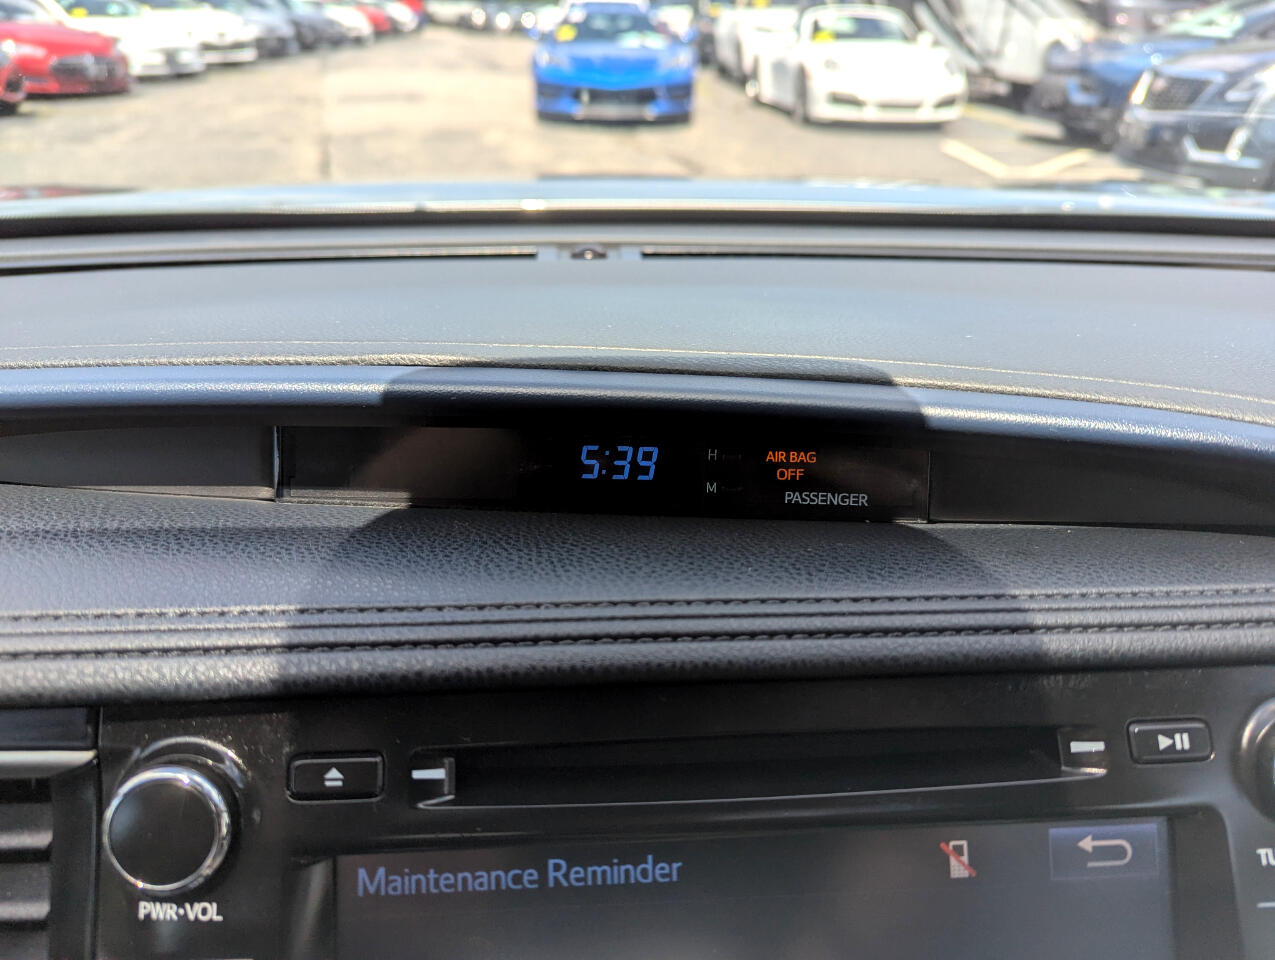 5:39
H
M
AIR BAG
OFF
PASSENGER
Maintenance Reminder
PWR•VOL